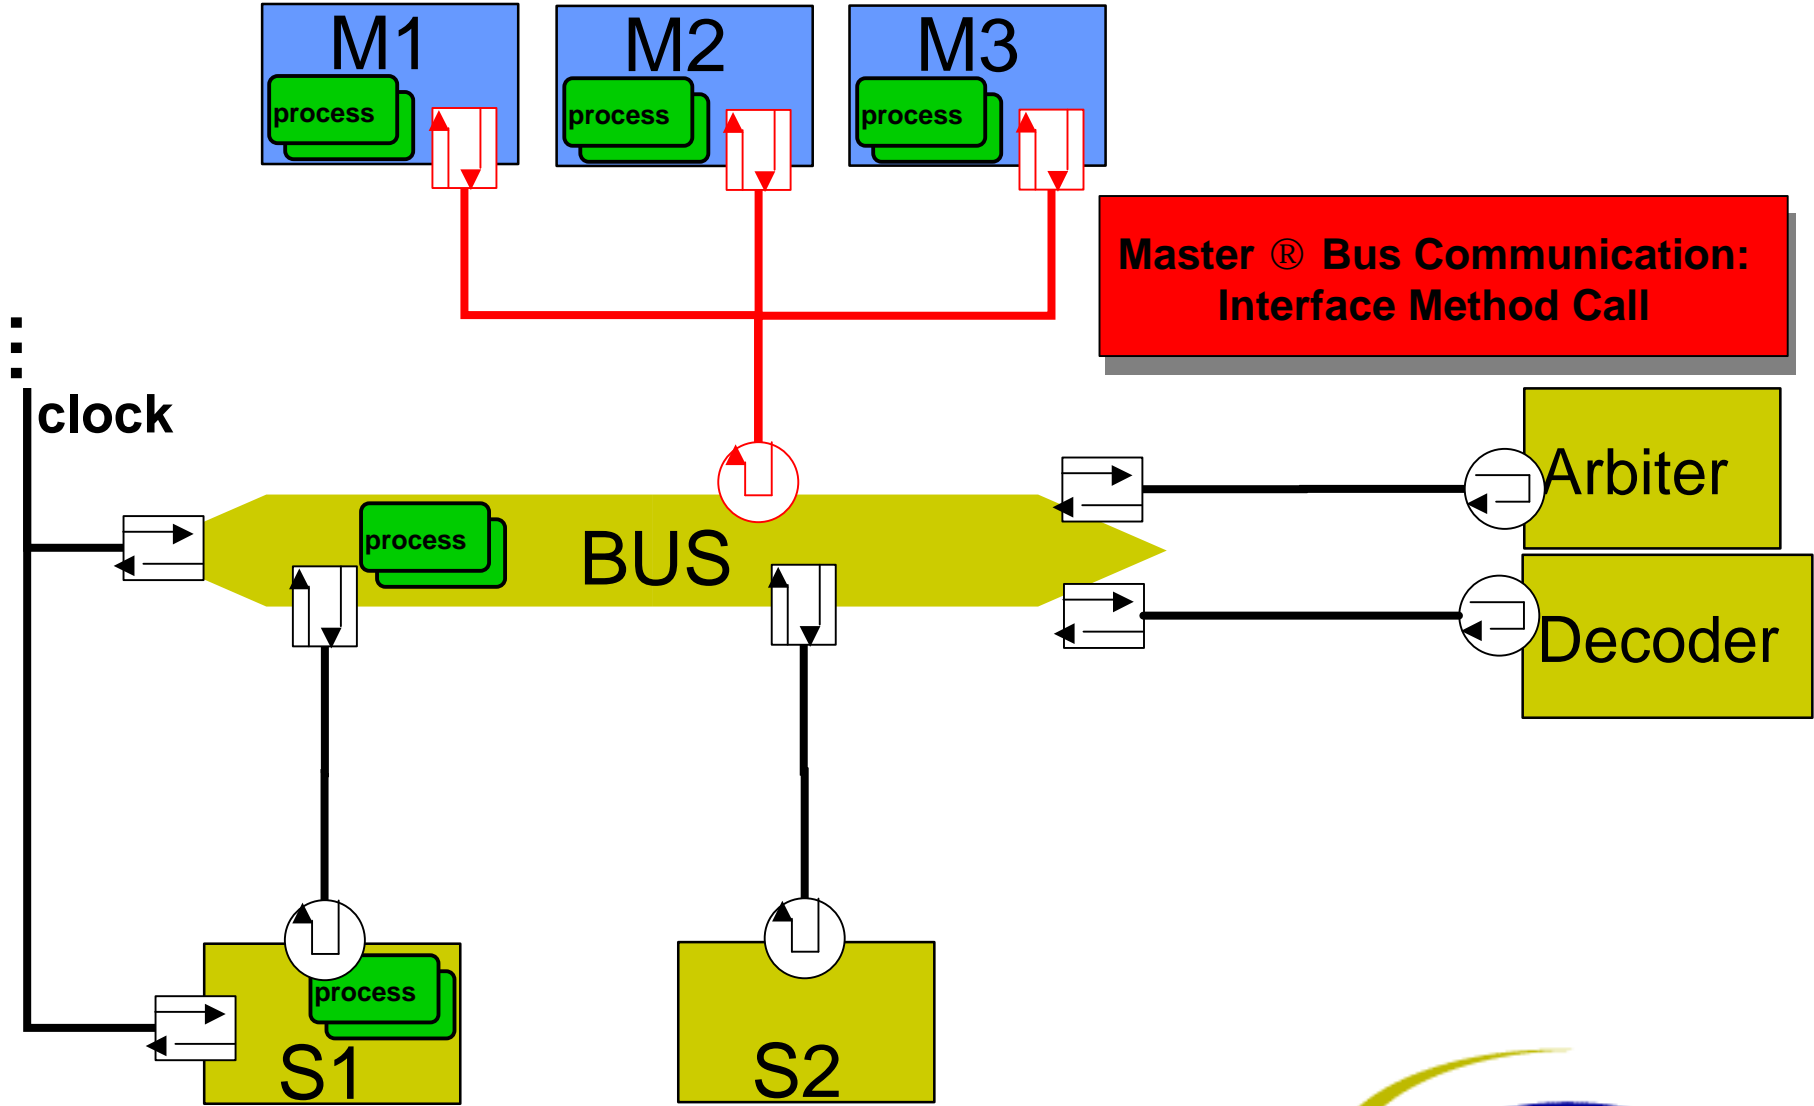 M1
M2
M3
process
process
process
Master ® Bus Communication:
Interface Method Call
clock
Arbiter
process
BUS
Decoder
process
S1
S2